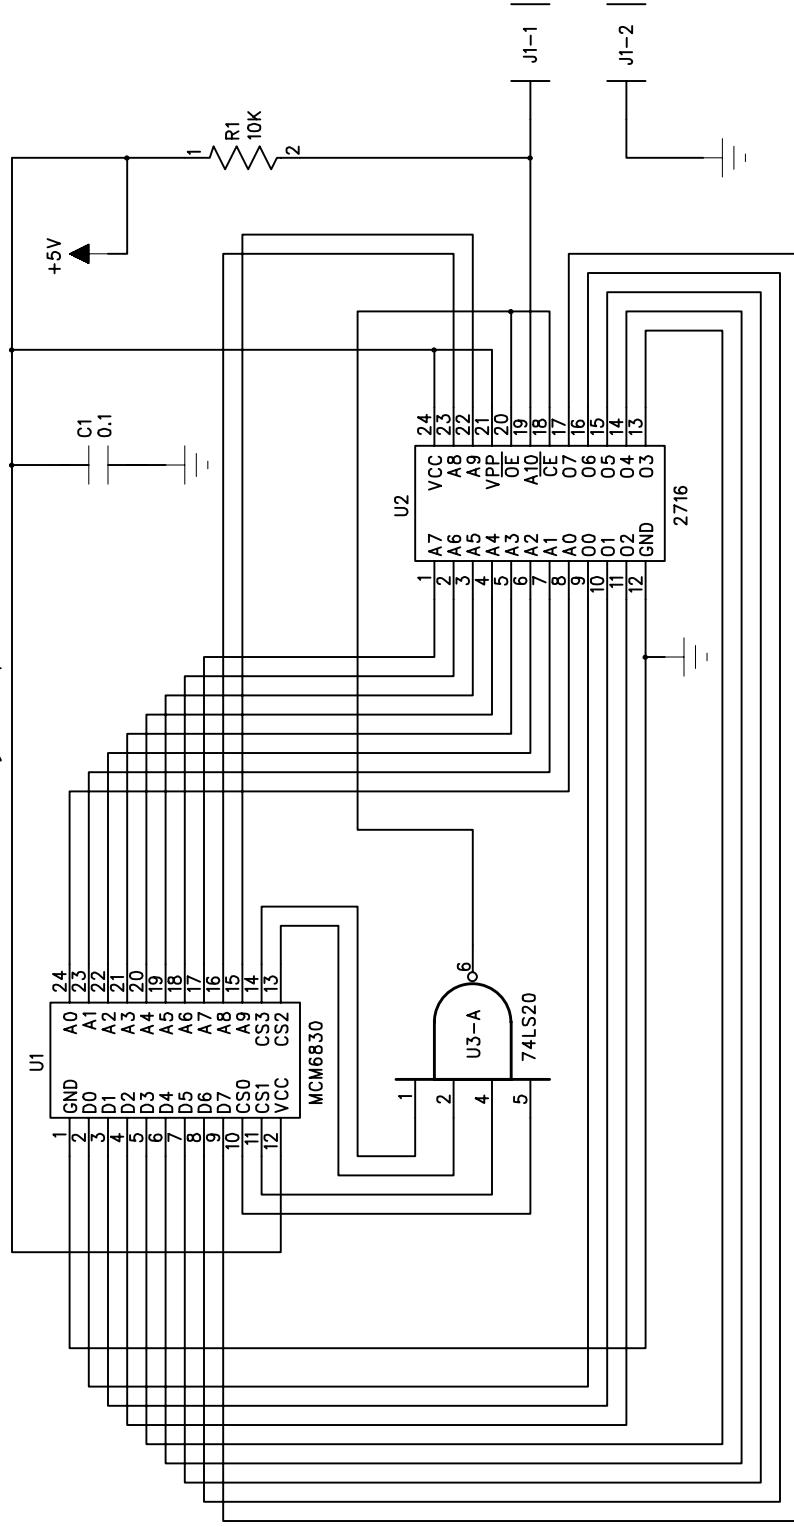 U1
1 GND A0 24
2 D0 A1 23
3 D1 A2 22
4 D2 A3 21
5 D3 A4 20
6 D4 A5 19
7 D5 A6 18
8 D6 A7 17
9 D7 A8 16
10 CS0 A9 15
11 CS1 CS3 14
12 VCC CS2 13
MCM6830
C1
0.1
+5V
1
R1
10K
2
U2
1 A7 VCC 24
2 A6 A8 23
3 A5 A9 22
4 A4 VPP 21
5 A3 O̅E̅ 20
6 A2 A10 19
7 A1 C̅E̅ 18
8 A0 O7 17
9 O0 O6 16
10 O1 O5 15
11 O2 O4 14
12 GND O3 13
2716
1
2
4
5
U3-A
6
74LS20
J1-1
J1-2